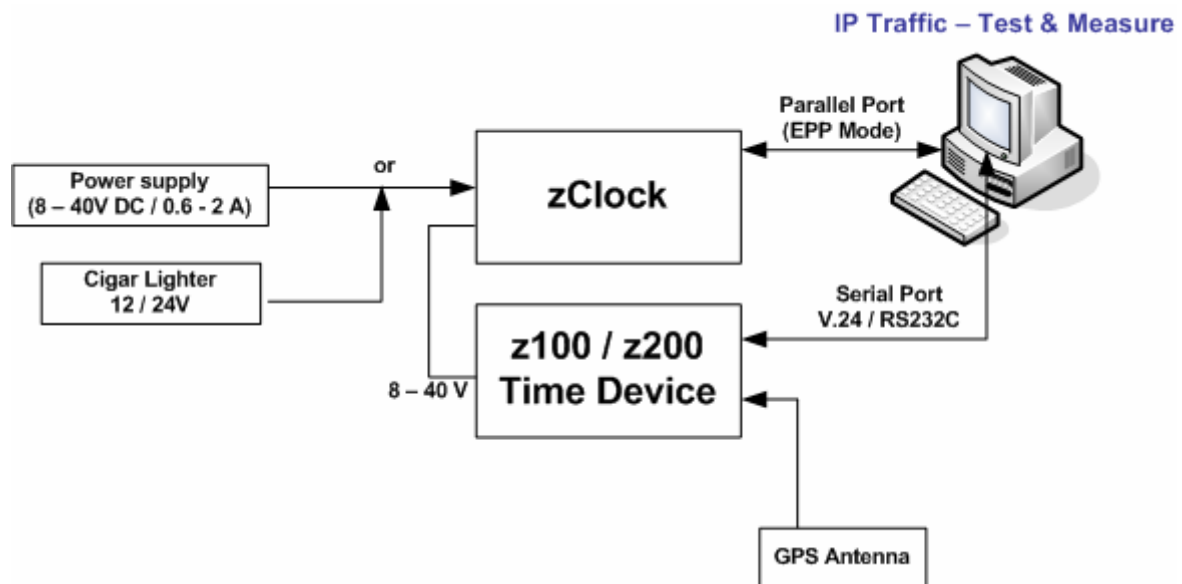 IP Traffic – Test & Measure
Parallel Port
(EPP Mode)
or
Power supply
(8 – 40V DC / 0.6 - 2 A)
zClock
Cigar Lighter
12 / 24V
Serial Port
V.24 / RS232C
z100 / z200
Time Device
8 – 40 V
GPS Antenna